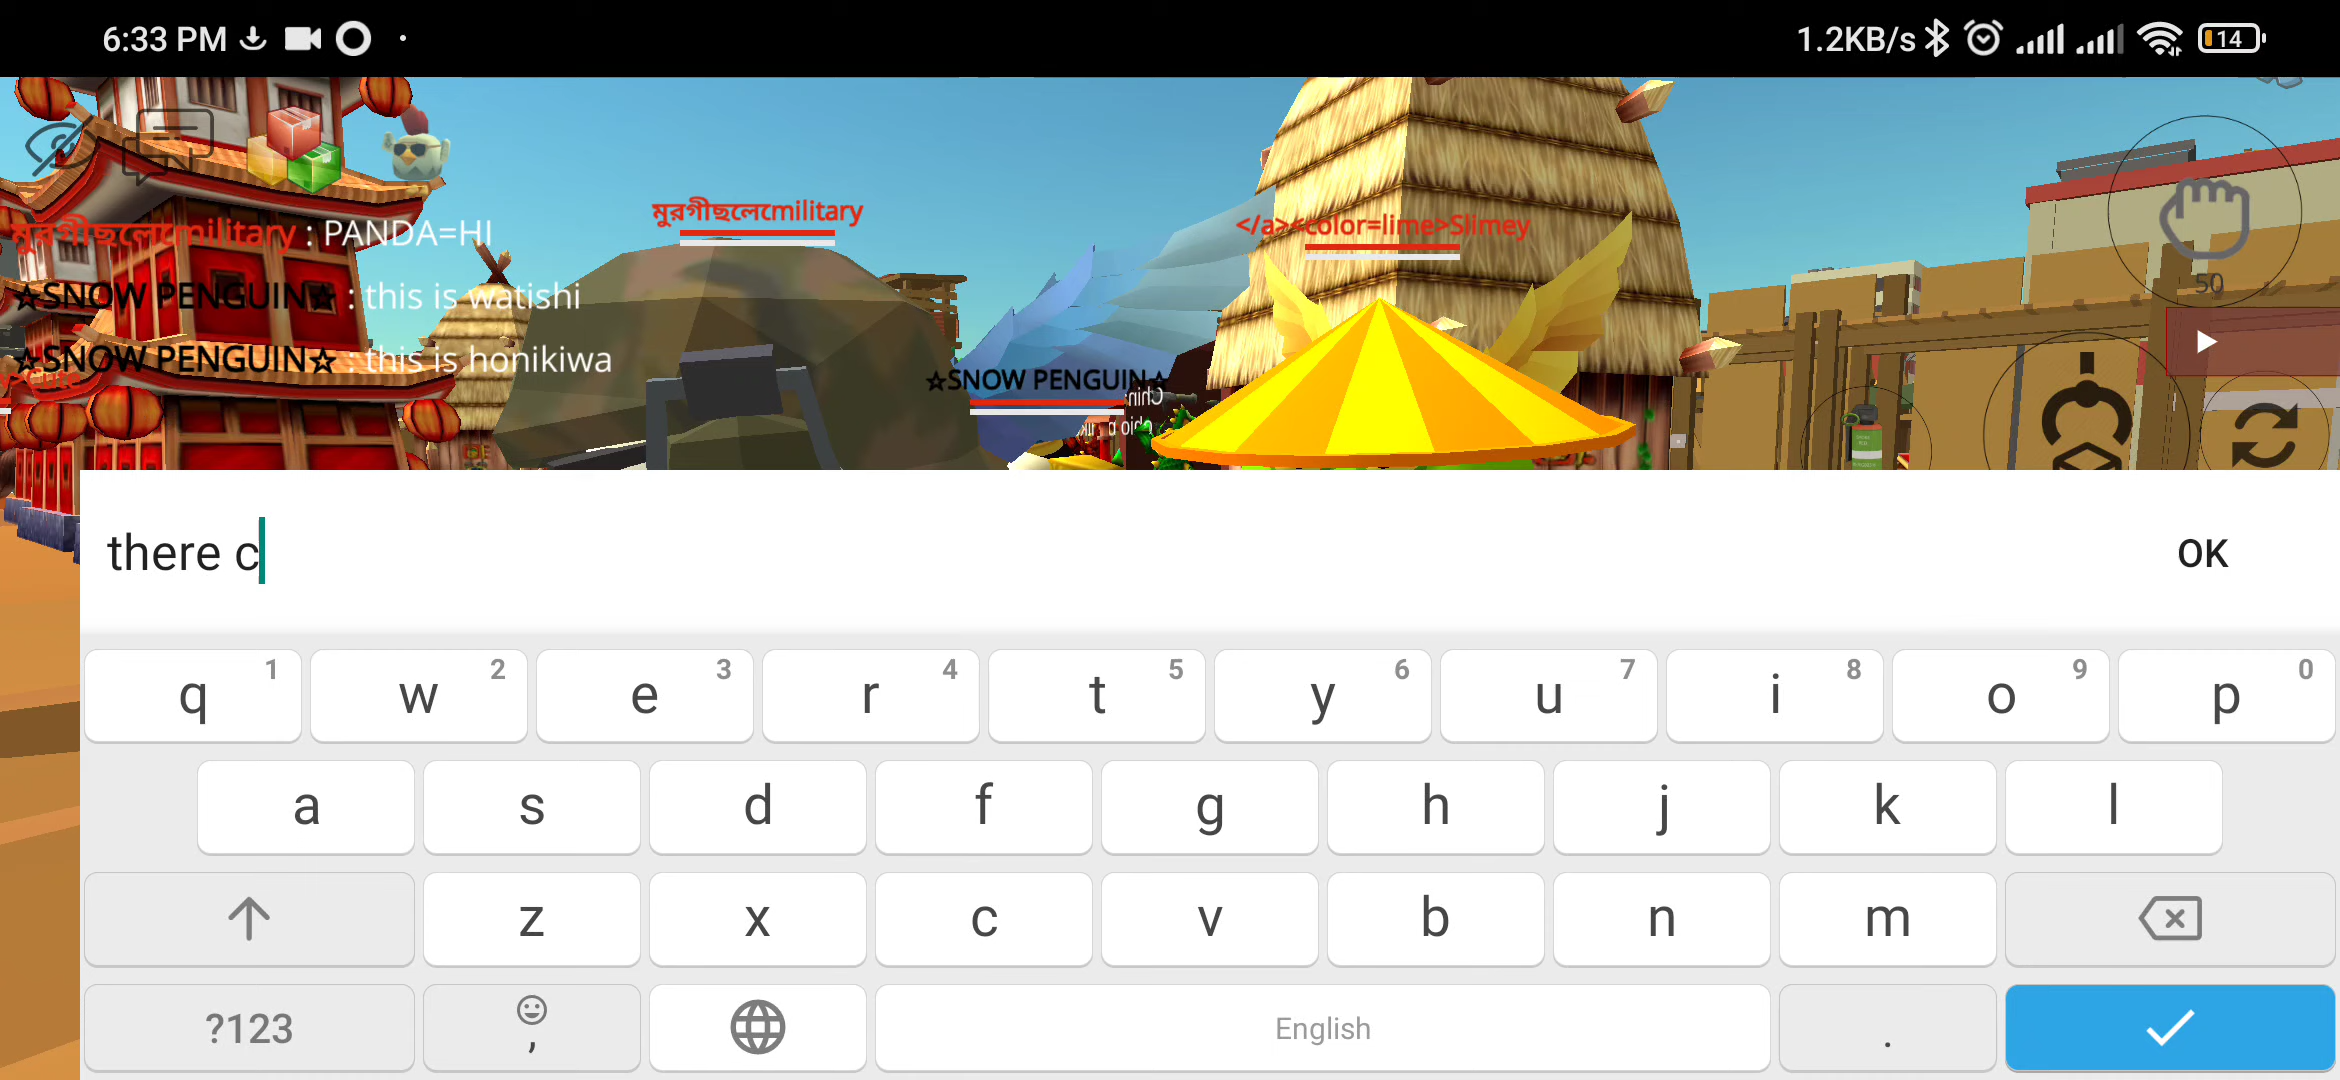 6:33 PM
1.2KB/s
14
মুরগীছলেcmilitary : PANDA=HI
☆SNOW PENGUIN☆ : this is watishi
☆SNOW PENGUIN☆ : this is honikiwa
মুরগীছলেcmilitary
</a><color=lime>Slimey
☆SNOW PENGUIN☆
50
there c
OK
q 1 w 2 e 3 r 4 t 5 y 6 u 7 i 8 o 9 p 0
a s d f g h j k l
z x c v b n m
?123 , English .